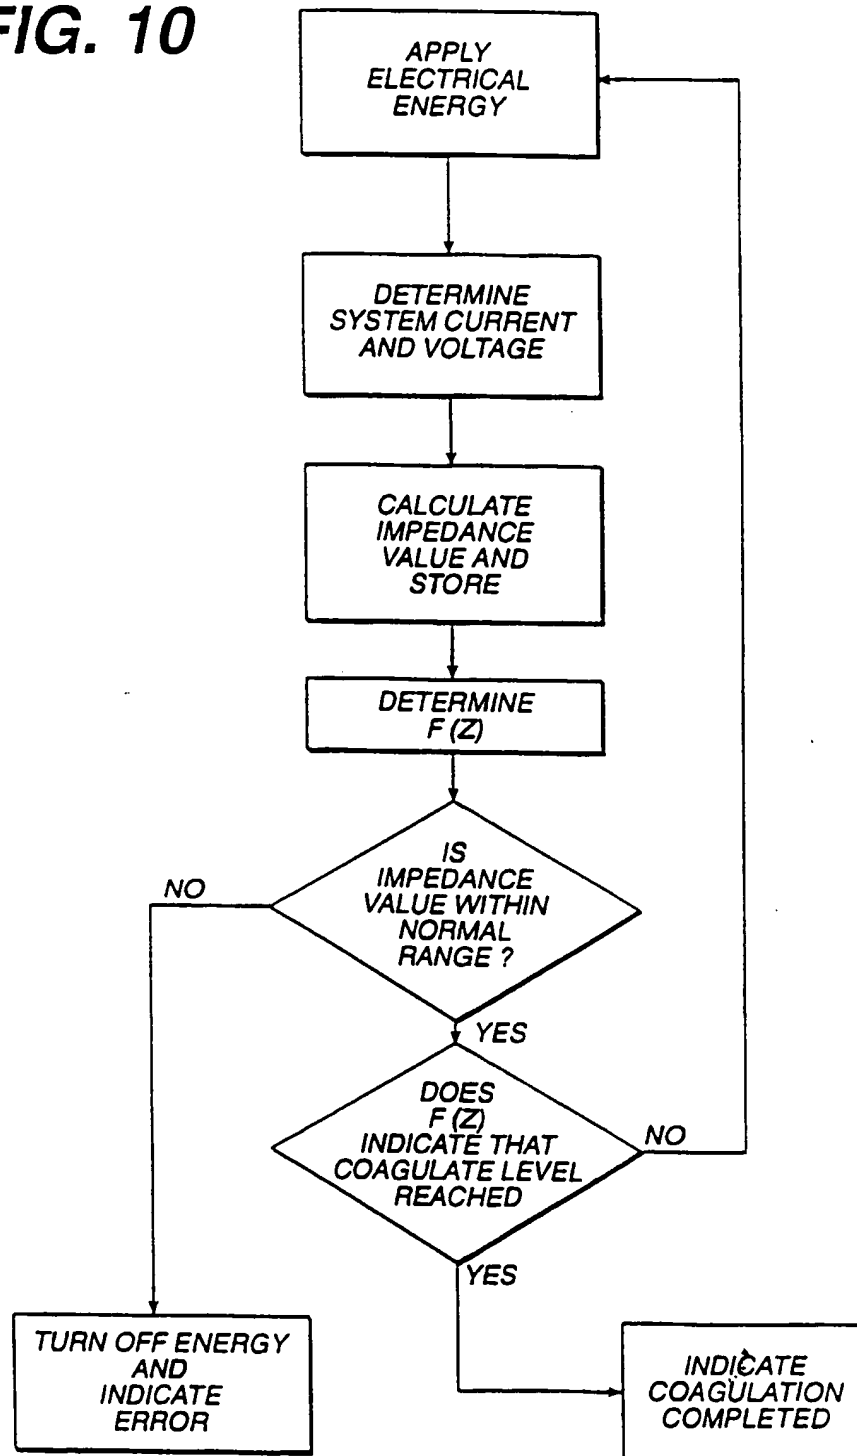 FIG. 10
APPLY
ELECTRICAL
ENERGY
DETERMINE
SYSTEM CURRENT
AND VOLTAGE
CALCULATE
IMPEDANCE
VALUE AND
STORE
DETERMINE
F (Z)
IS
IMPEDANCE
VALUE WITHIN
NORMAL
RANGE ?
NO
YES
DOES
F (Z)
INDICATE THAT
COAGULATE LEVEL
REACHED
NO
YES
TURN OFF ENERGY
AND
INDICATE
ERROR
INDICATE
COAGULATION
COMPLETED